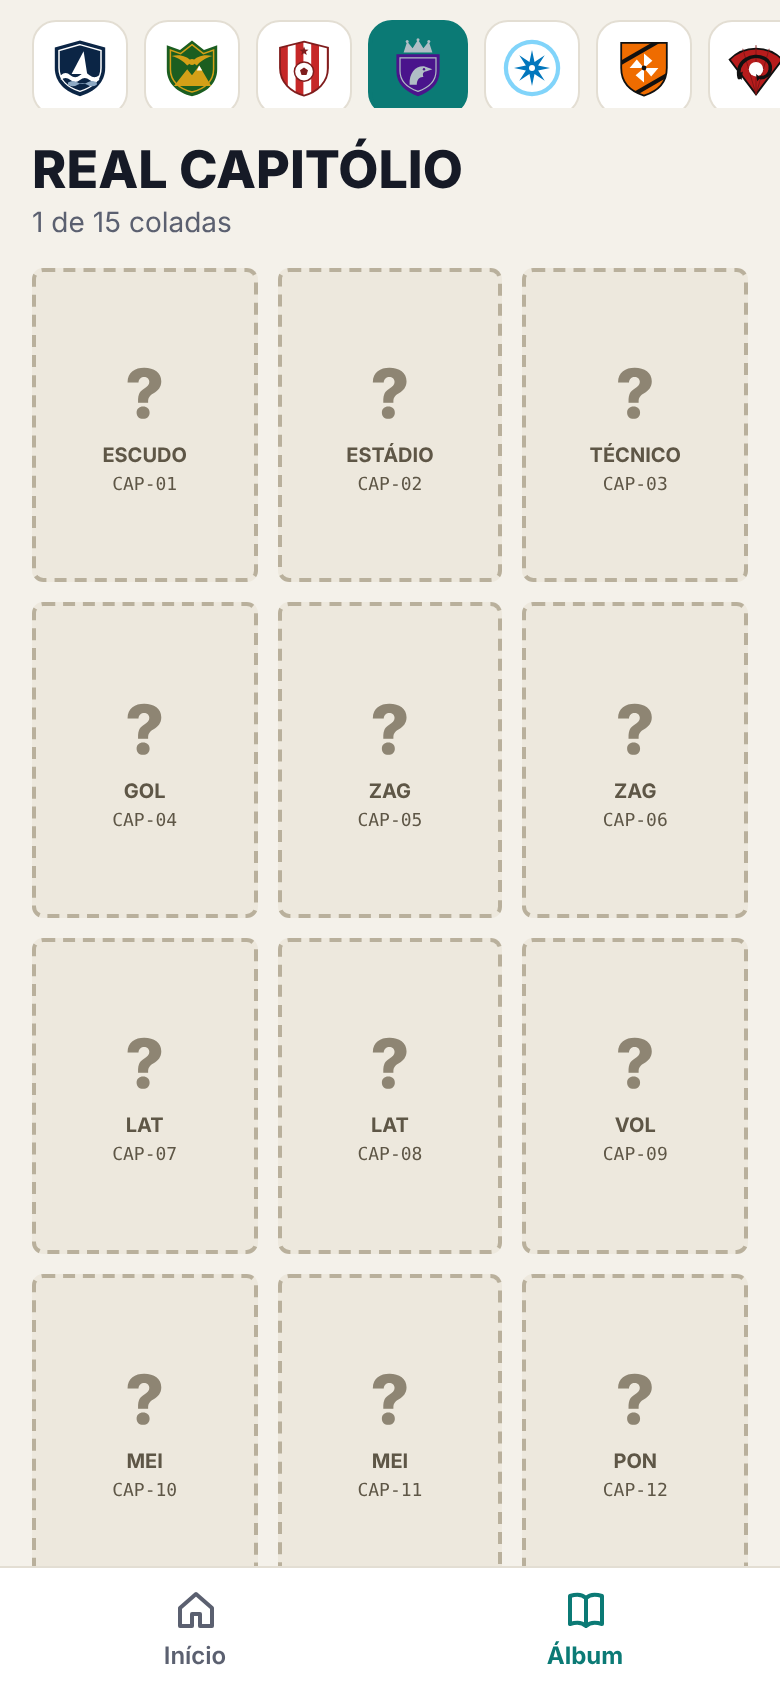 REAL CAPITÓLIO
1 de 15 coladas
?
ESCUDO
CAP-01
?
ESTÁDIO
CAP-02
?
TÉCNICO
CAP-03
?
GOL
CAP-04
?
ZAG
CAP-05
?
ZAG
CAP-06
?
LAT
CAP-07
?
LAT
CAP-08
?
VOL
CAP-09
?
MEI
CAP-10
?
MEI
CAP-11
?
PON
CAP-12
Início
Álbum